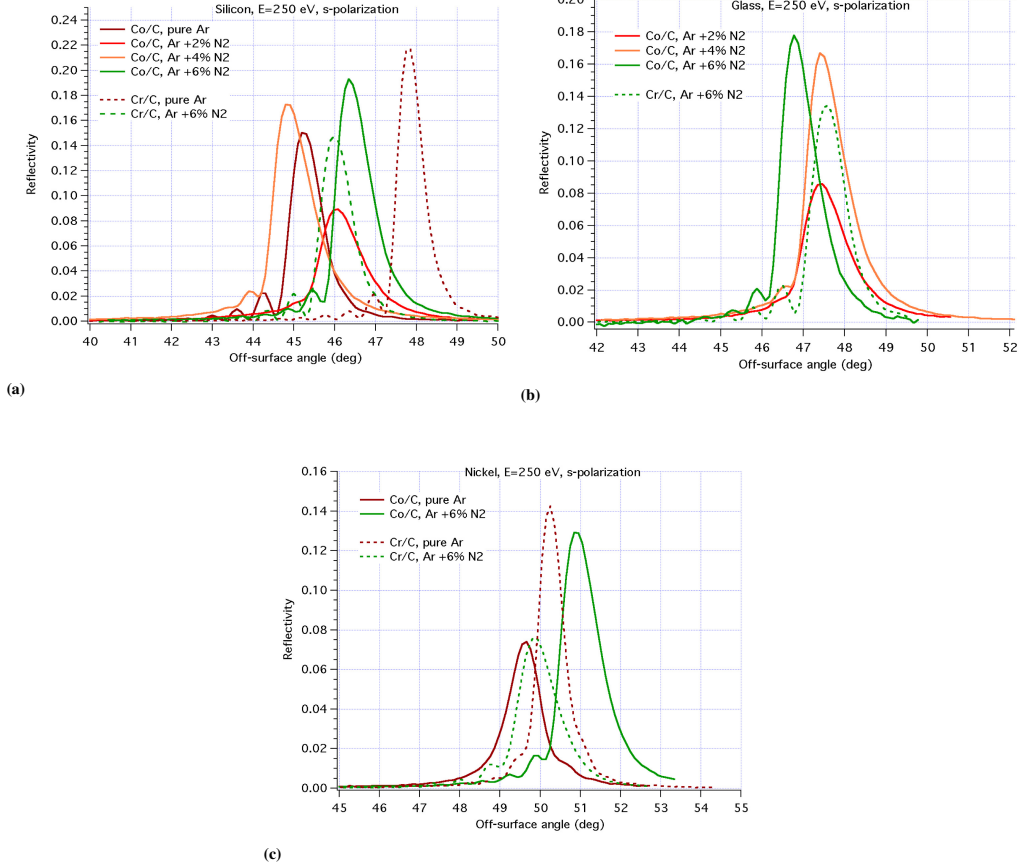 Silicon, E=250 eV, s-polarization
0.24
0.22
0.20
0.18
0.16
0.14
0.12
0.10
0.08
0.06
0.04
0.02
0.00
Reflectivity
Co/C, pure Ar
Co/C, Ar +2% N2
Co/C, Ar +4% N2
Co/C, Ar +6% N2
Cr/C, pure Ar
Cr/C, Ar +6% N2
40 41 42 43 44 45 46 47 48 49 50
Off-surface angle (deg)
(a)
Glass, E=250 eV, s-polarization
0.20
0.18
0.16
0.14
0.12
0.10
0.08
0.06
0.04
0.02
0.00
Reflectivity
Co/C, Ar +2% N2
Co/C, Ar +4% N2
Co/C, Ar +6% N2
Cr/C, Ar +6% N2
42 43 44 45 46 47 48 49 50 51 52
Off-surface angle (deg)
(b)
Nickel, E=250 eV, s-polarization
0.16
0.14
0.12
0.10
0.08
0.06
0.04
0.02
0.00
Reflectivity
Co/C, pure Ar
Co/C, Ar +6% N2
Cr/C, pure Ar
Cr/C, Ar +6% N2
45 46 47 48 49 50 51 52 53 54 55
Off-surface angle (deg)
(c)